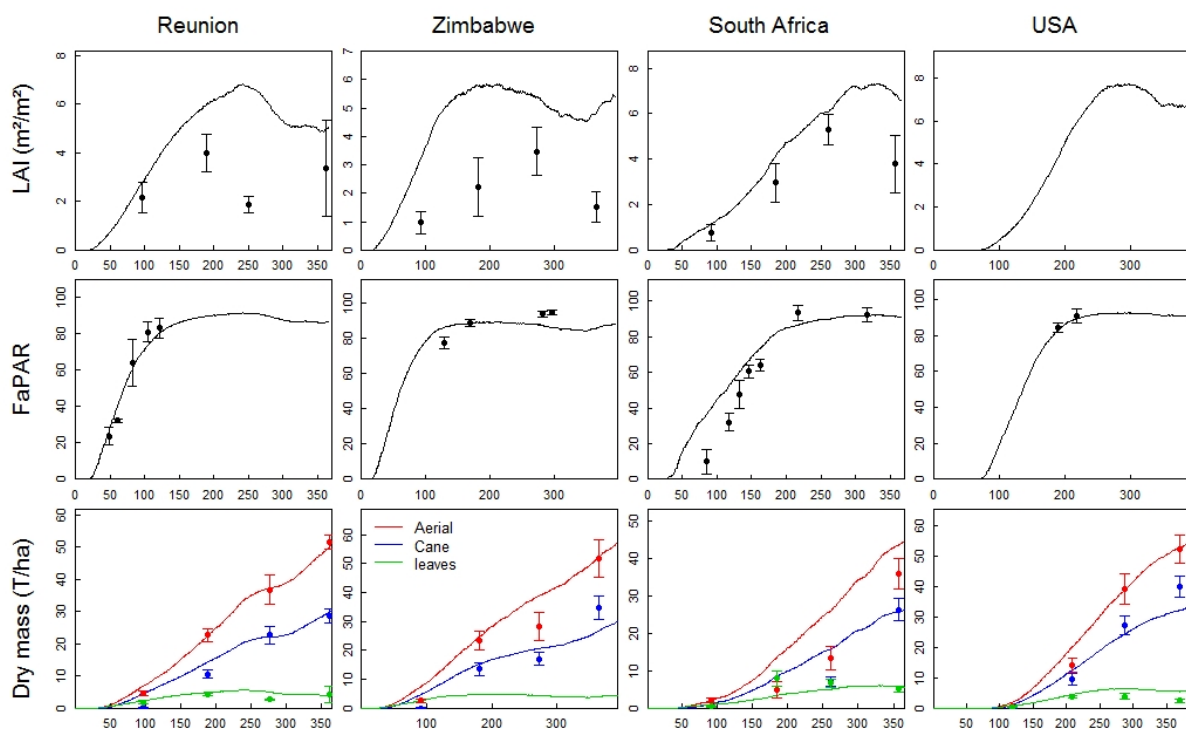 Reunion Zimbabwe South Africa USA
LAI (m²/m²)
0 2 4 6 8
0 50 100 150 200 250 300 350
0 1 2 3 4 5 6 7
0 100 200 300
0 2 4 6 8
0 50 100 150 200 250 300 350
0 2 4 6 8
0 100 200 300
FaPAR
0 20 40 60 80 100
0 50 100 150 200 250 300 350
0 20 40 60 80 100
0 100 200 300
0 20 40 60 80 100
0 50 100 150 200 250 300 350
0 20 40 60 80 100
0 100 200 300
Dry mass (T/ha)
0 10 20 30 40 50 60
0 50 100 150 200 250 300 350
Aerial
Cane
leaves
0 10 20 30 40 50 60
0 100 200 300
0 10 20 30 40 50
0 50 100 150 200 250 300 350
0 10 20 30 40 50 60
0 50 100 150 200 250 300 350